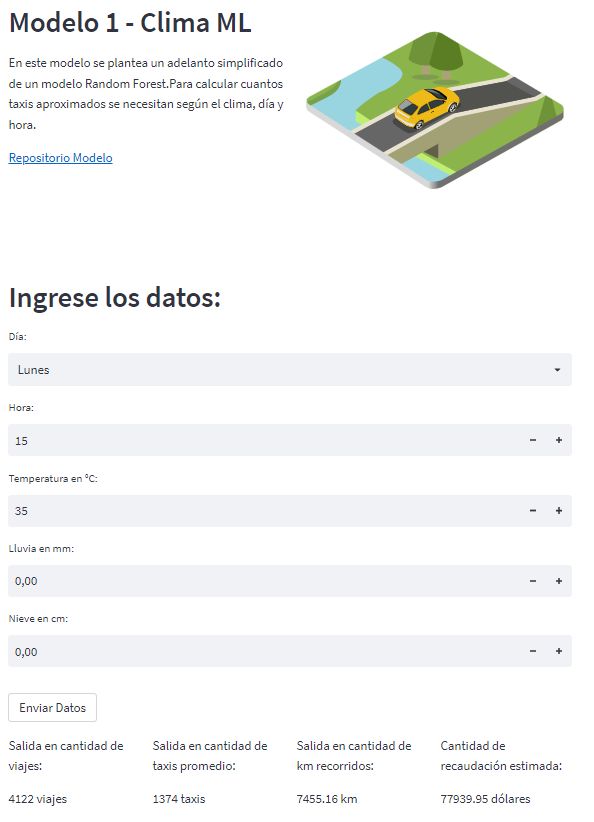 Modelo 1 - Clima ML
En este modelo se plantea un adelanto simplificado
de un modelo Random Forest.Para calcular cuantos
taxis aproximados se necesitan según el clima, día y
hora.
Repositorio Modelo
Ingrese los datos:
Día:
Lunes
Hora:
15
Temperatura en °C:
35
Lluvia en mm:
0,00
Nieve en cm:
0,00
Enviar Datos
Salida en cantidad de
viajes:
4122 viajes
Salida en cantidad de
taxis promedio:
1374 taxis
Salida en cantidad de
km recorridos:
7455.16 km
Cantidad de
recaudación estimada:
77939.95 dólares